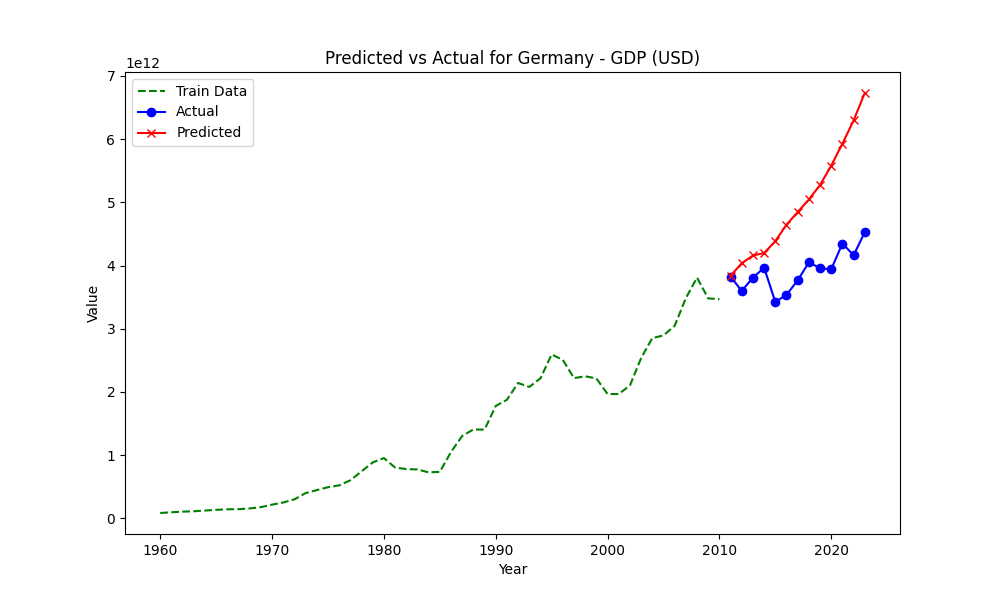 Predicted vs Actual for Germany - GDP (USD)
1e12
7
6
5
4
3
2
1
0
Value
Train Data
Actual
Predicted
1960
1970
1980
1990
2000
2010
2020
Year